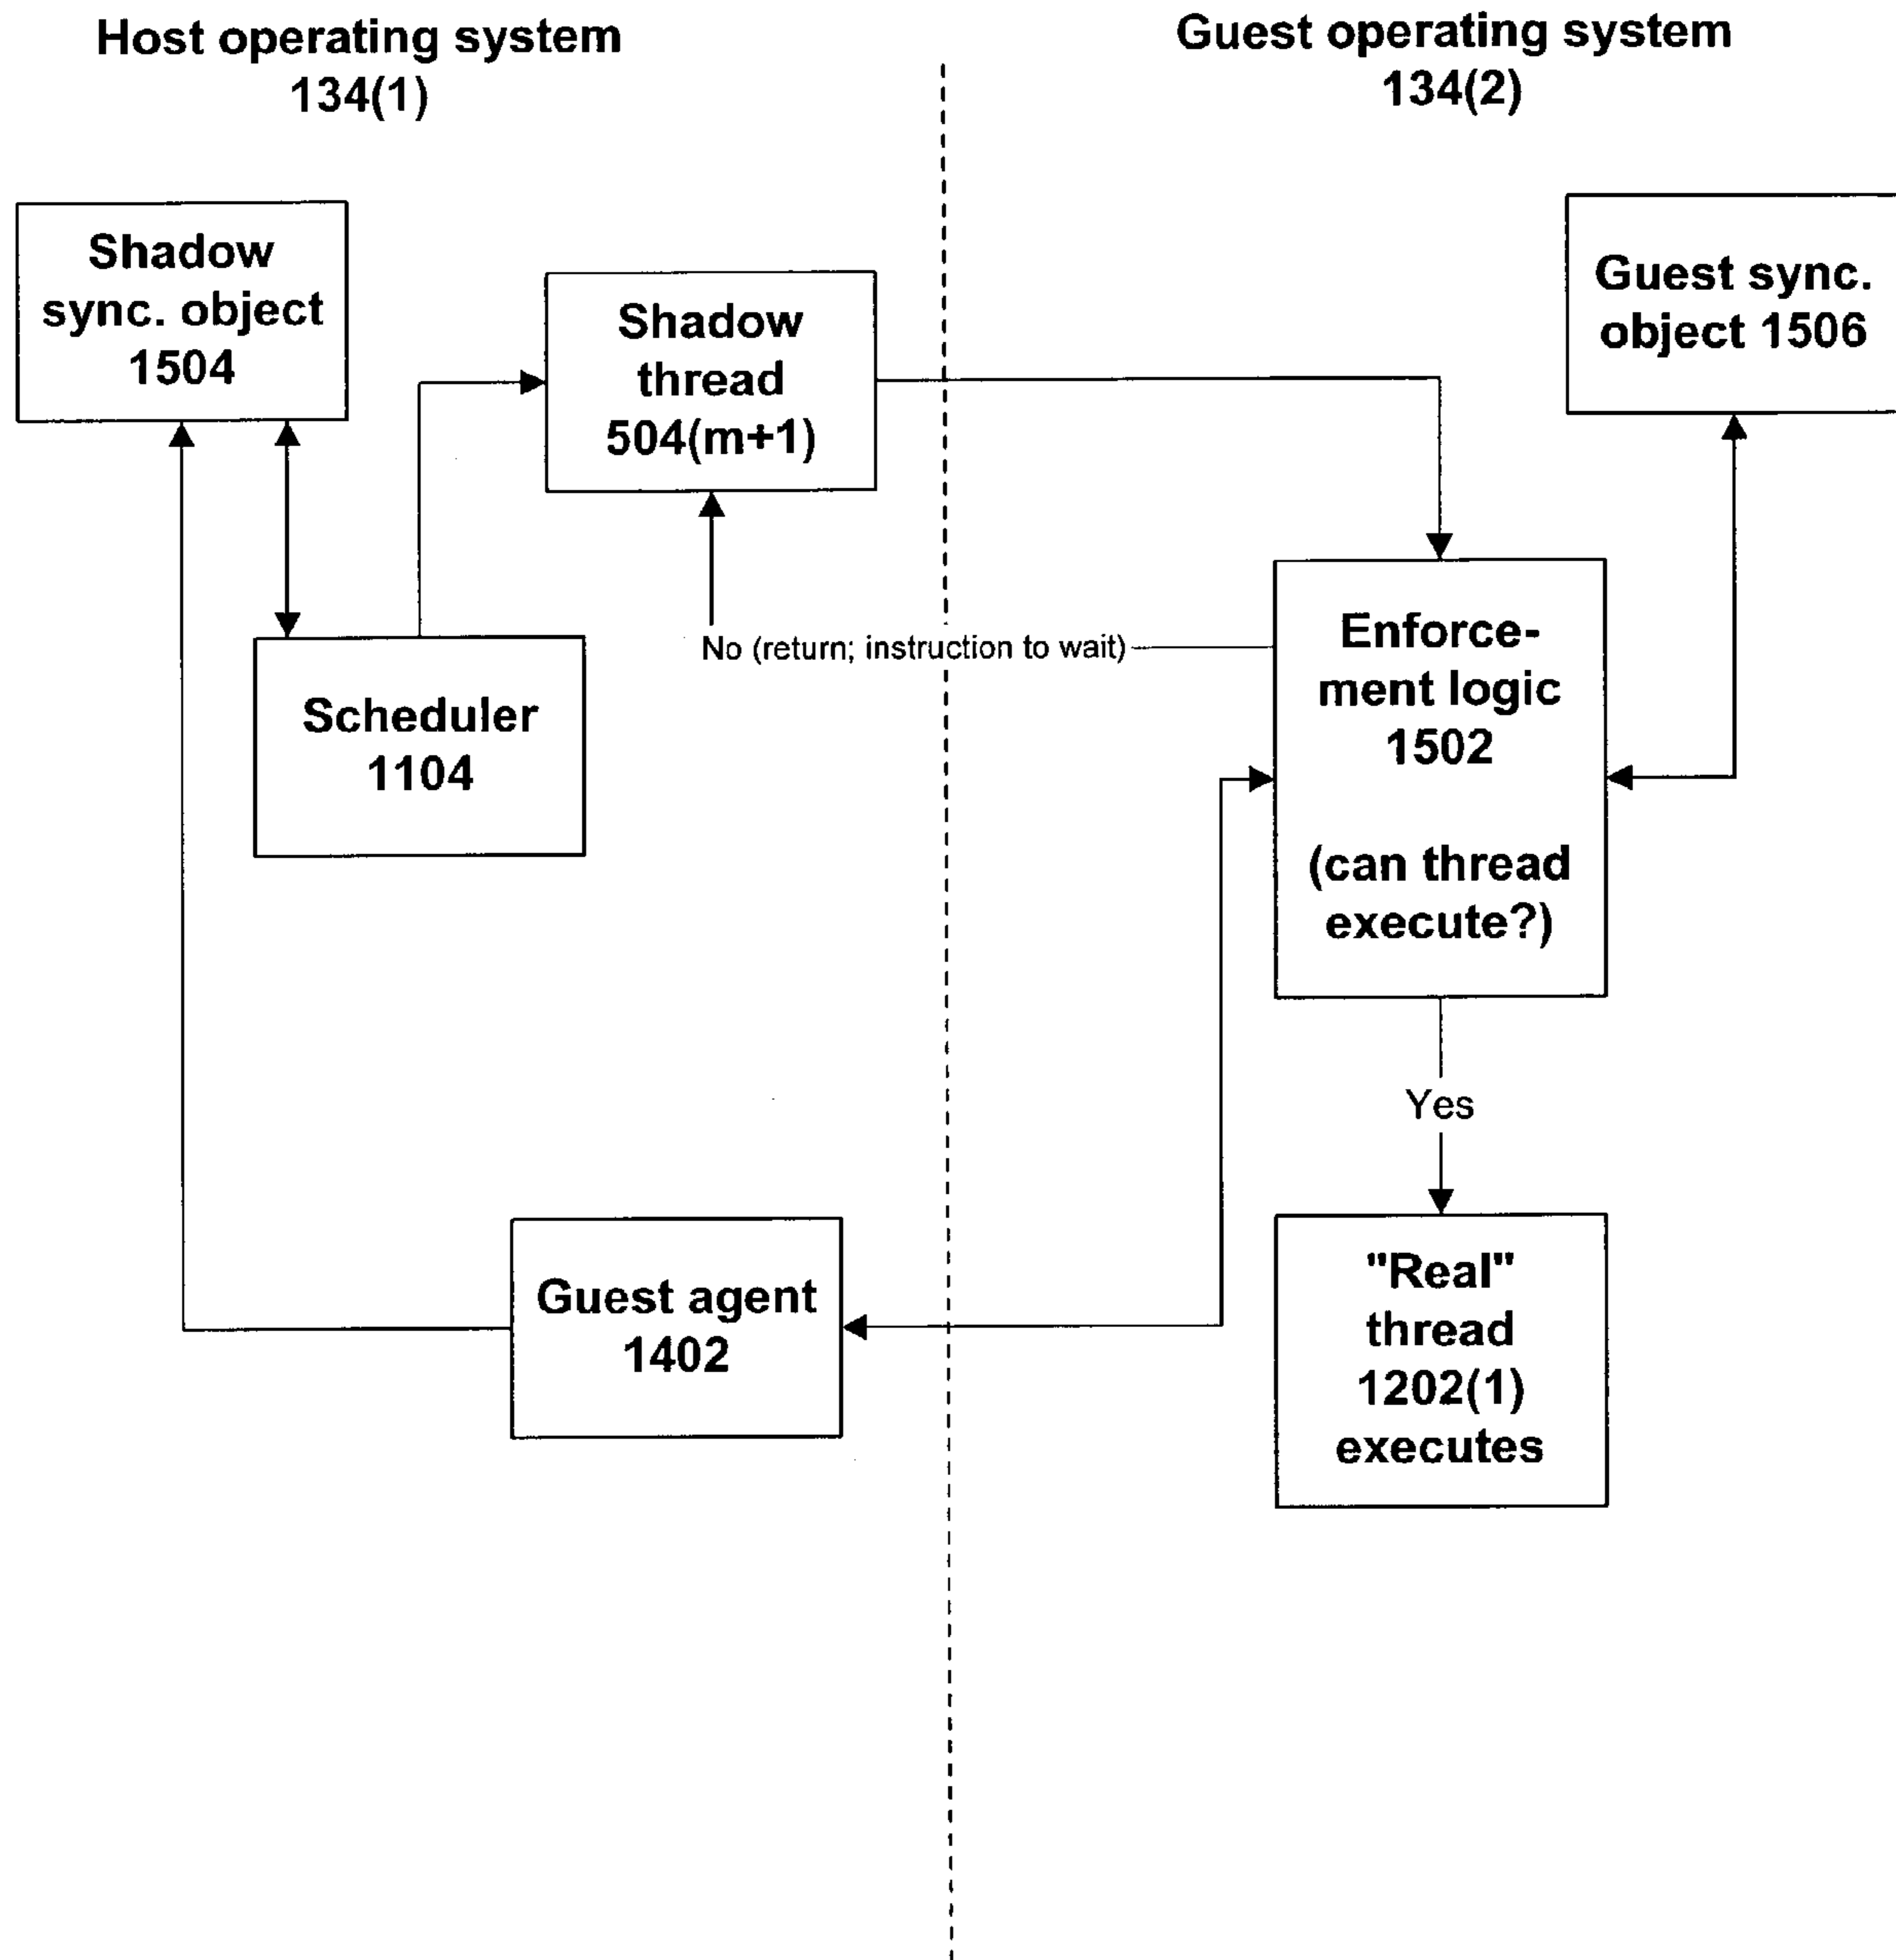 Host operating system
134(1)
Guest operating system
134(2)
Shadow
sync. object
1504
Shadow
thread
504(m+1)
Guest sync.
object 1506
Scheduler
1104
No (return; instruction to wait)
Enforce-
ment logic
1502
(can thread
execute?)
Yes
Guest agent
1402
"Real"
thread
1202(1)
executes